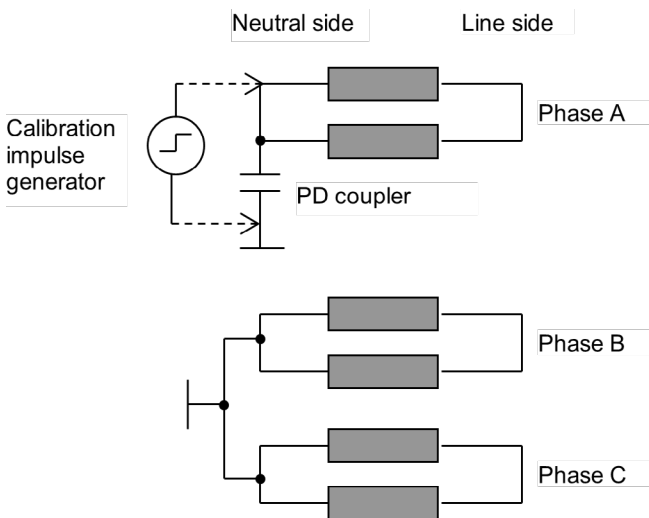 Neutral side
Line side
Phase A
Calibration
impulse
generator
PD coupler
Phase B
Phase C